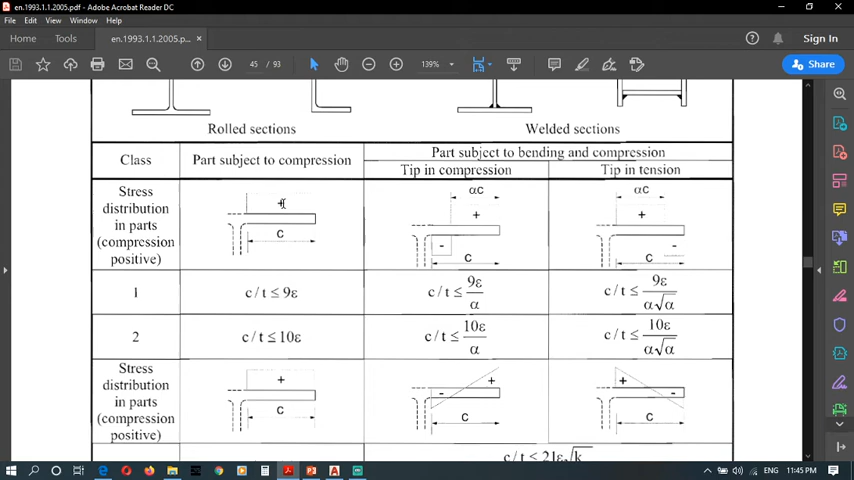 en.1993.1.1.2005.pdf - Adobe Acrobat Reader DC
File Edit View Window Help
Home Tools en.1993.1.1.2005.p... × Sign In
45 / 93 139% Share
Rolled sections Welded sections
Class Part subject to compression Part subject to bending and compression
Tip in compression Tip in tension
Stress
distribution
in parts
(compression
positive)
+ c
αc + - c
αc + - c
1 c / t ≤ 9ε c / t ≤ 9ε/α c / t ≤ 9ε/(α√α)
2 c / t ≤ 10ε c / t ≤ 10ε/α c / t ≤ 10ε/(α√α)
Stress
distribution
in parts
(compression
positive)
+ c
- + c
+ - c
c / t ≤ 21ε√k
ENG 11:45 PM